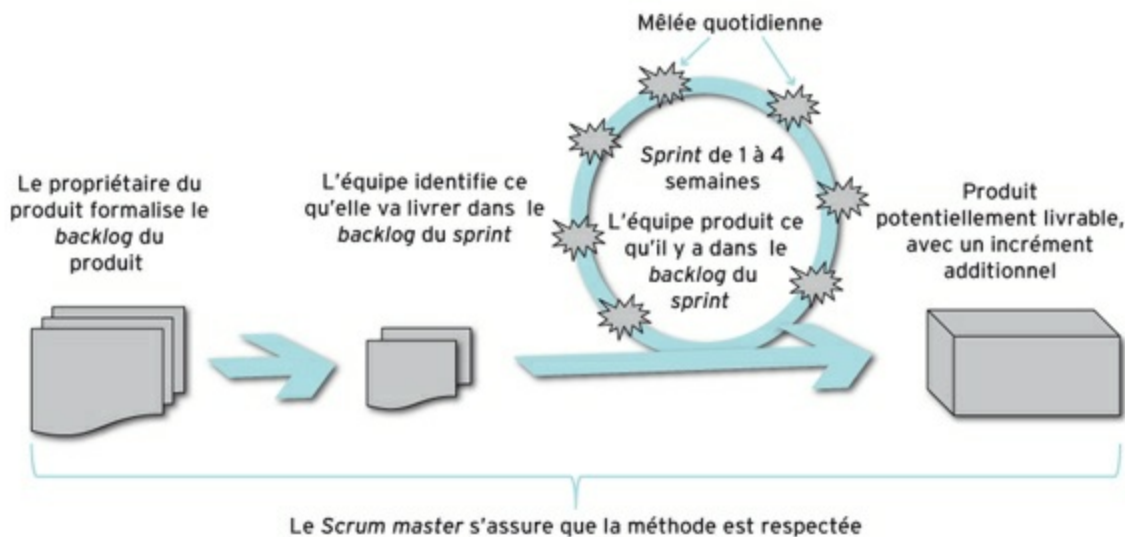 Mêlée quotidienne
Sprint de 1 à 4
semaines
L'équipe produit ce
qu'il y a dans le
backlog du
sprint
Le propriétaire du
produit formalise le
backlog du
produit
L'équipe identifie ce
qu'elle va livrer dans le
backlog du sprint
Produit
potentiellement livrable,
avec un incrément
additionnel
Le Scrum master s'assure que la méthode est respectée